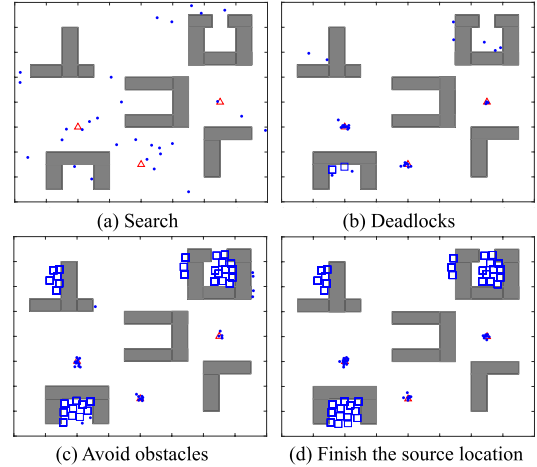 (a) Search
(b) Deadlocks
(c) Avoid obstacles
(d) Finish the source location